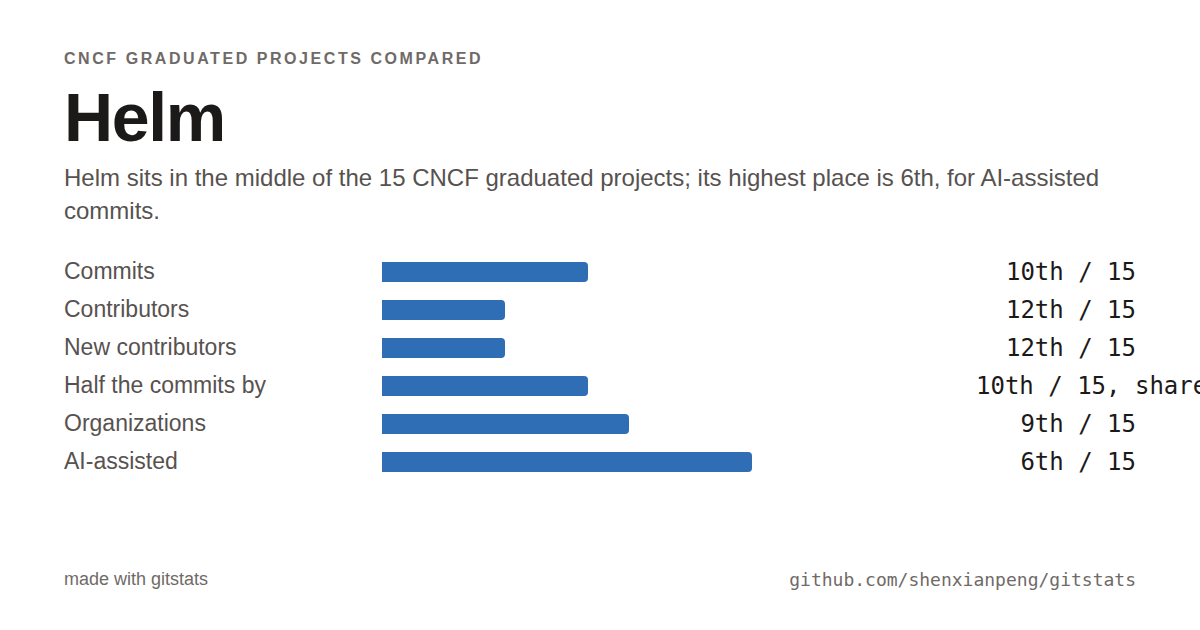 CNCF GRADUATED PROJECTS COMPARED
Helm
Helm sits in the middle of the 15 CNCF graduated projects; its highest place is 6th, for AI-assisted
commits.
Commits 10th / 15
Contributors 12th / 15
New contributors 12th / 15
Half the commits by 10th / 15, share
Organizations 9th / 15
AI-assisted 6th / 15
made with gitstats github.com/shenxianpeng/gitstats